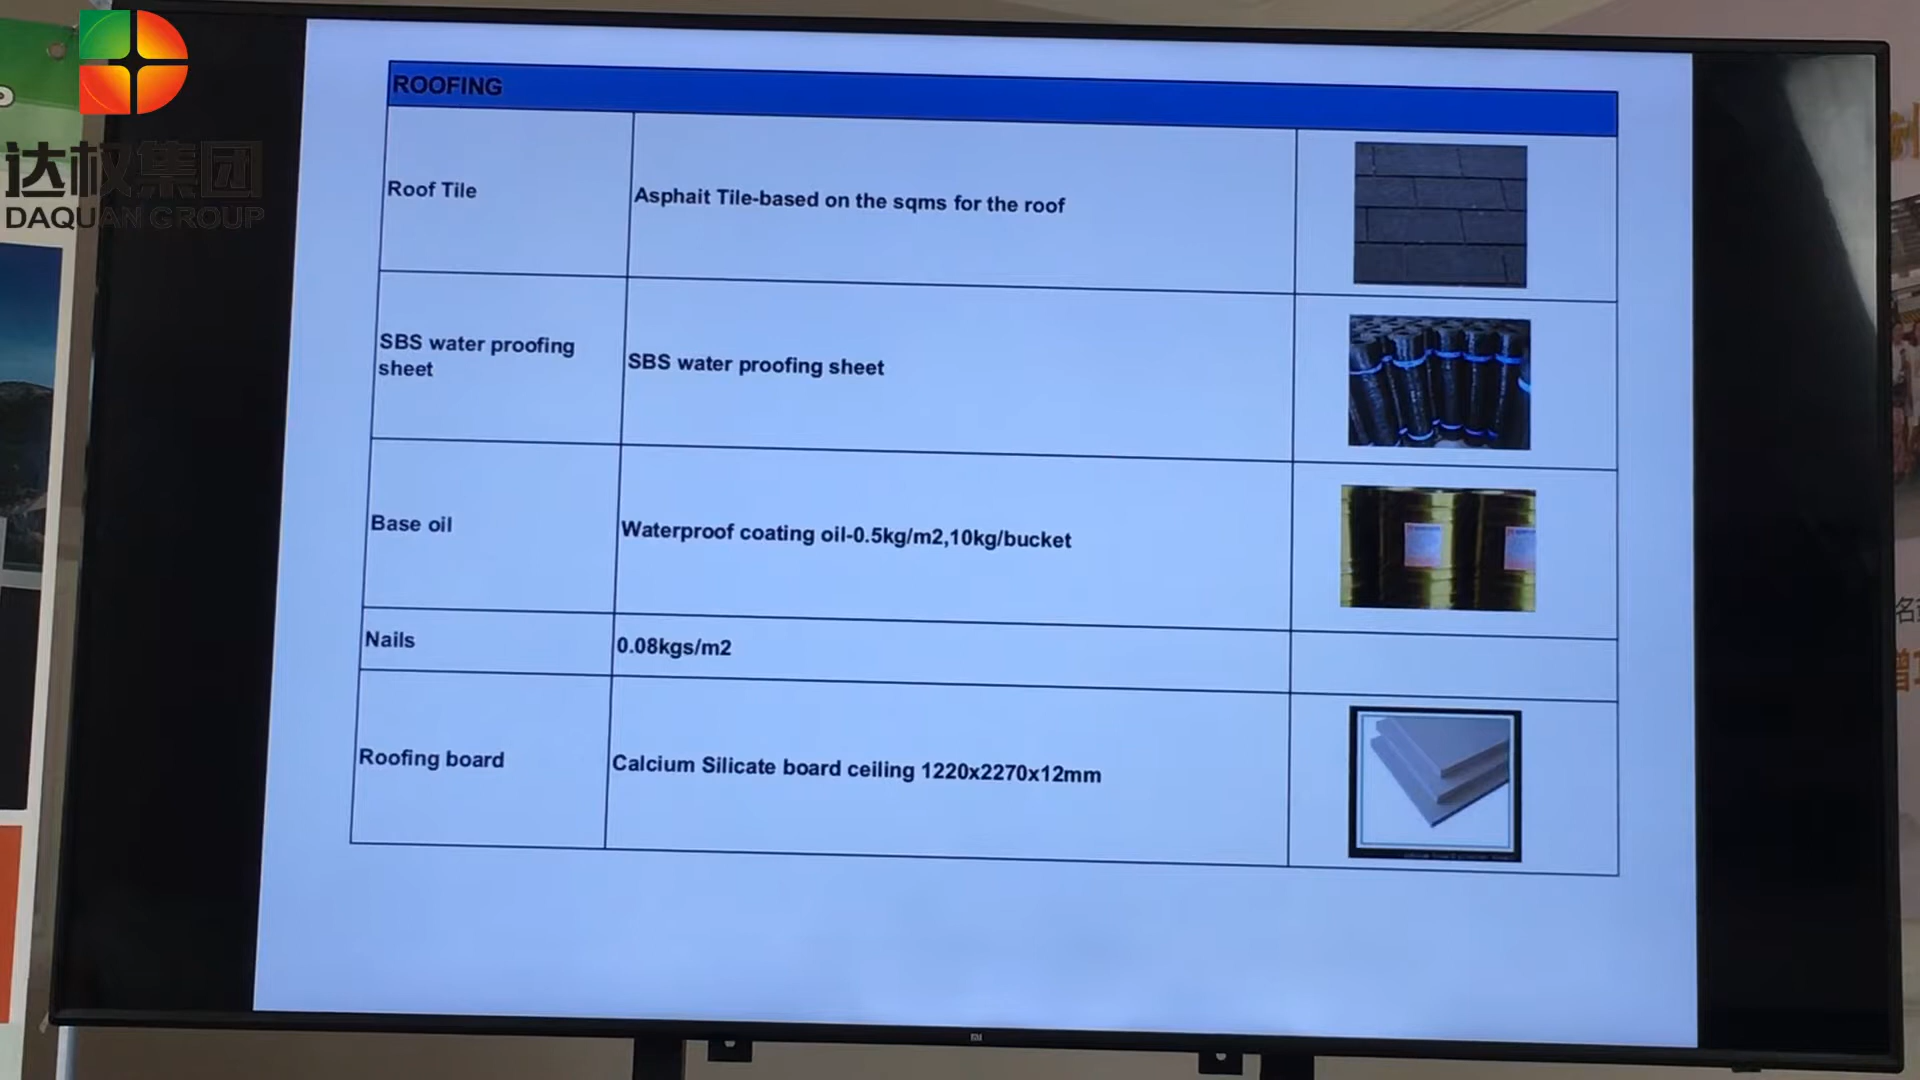 达权集团
DAQUAN GROUP
ROOFING
Roof Tile
Asphait Tile-based on the sqms for the roof
SBS water proofing
sheet
SBS water proofing sheet
Base oil
Waterproof coating oil-0.5kg/m2,10kg/bucket
Nails
0.08kgs/m2
Roofing board
Calcium Silicate board ceiling 1220x2270x12mm
mi